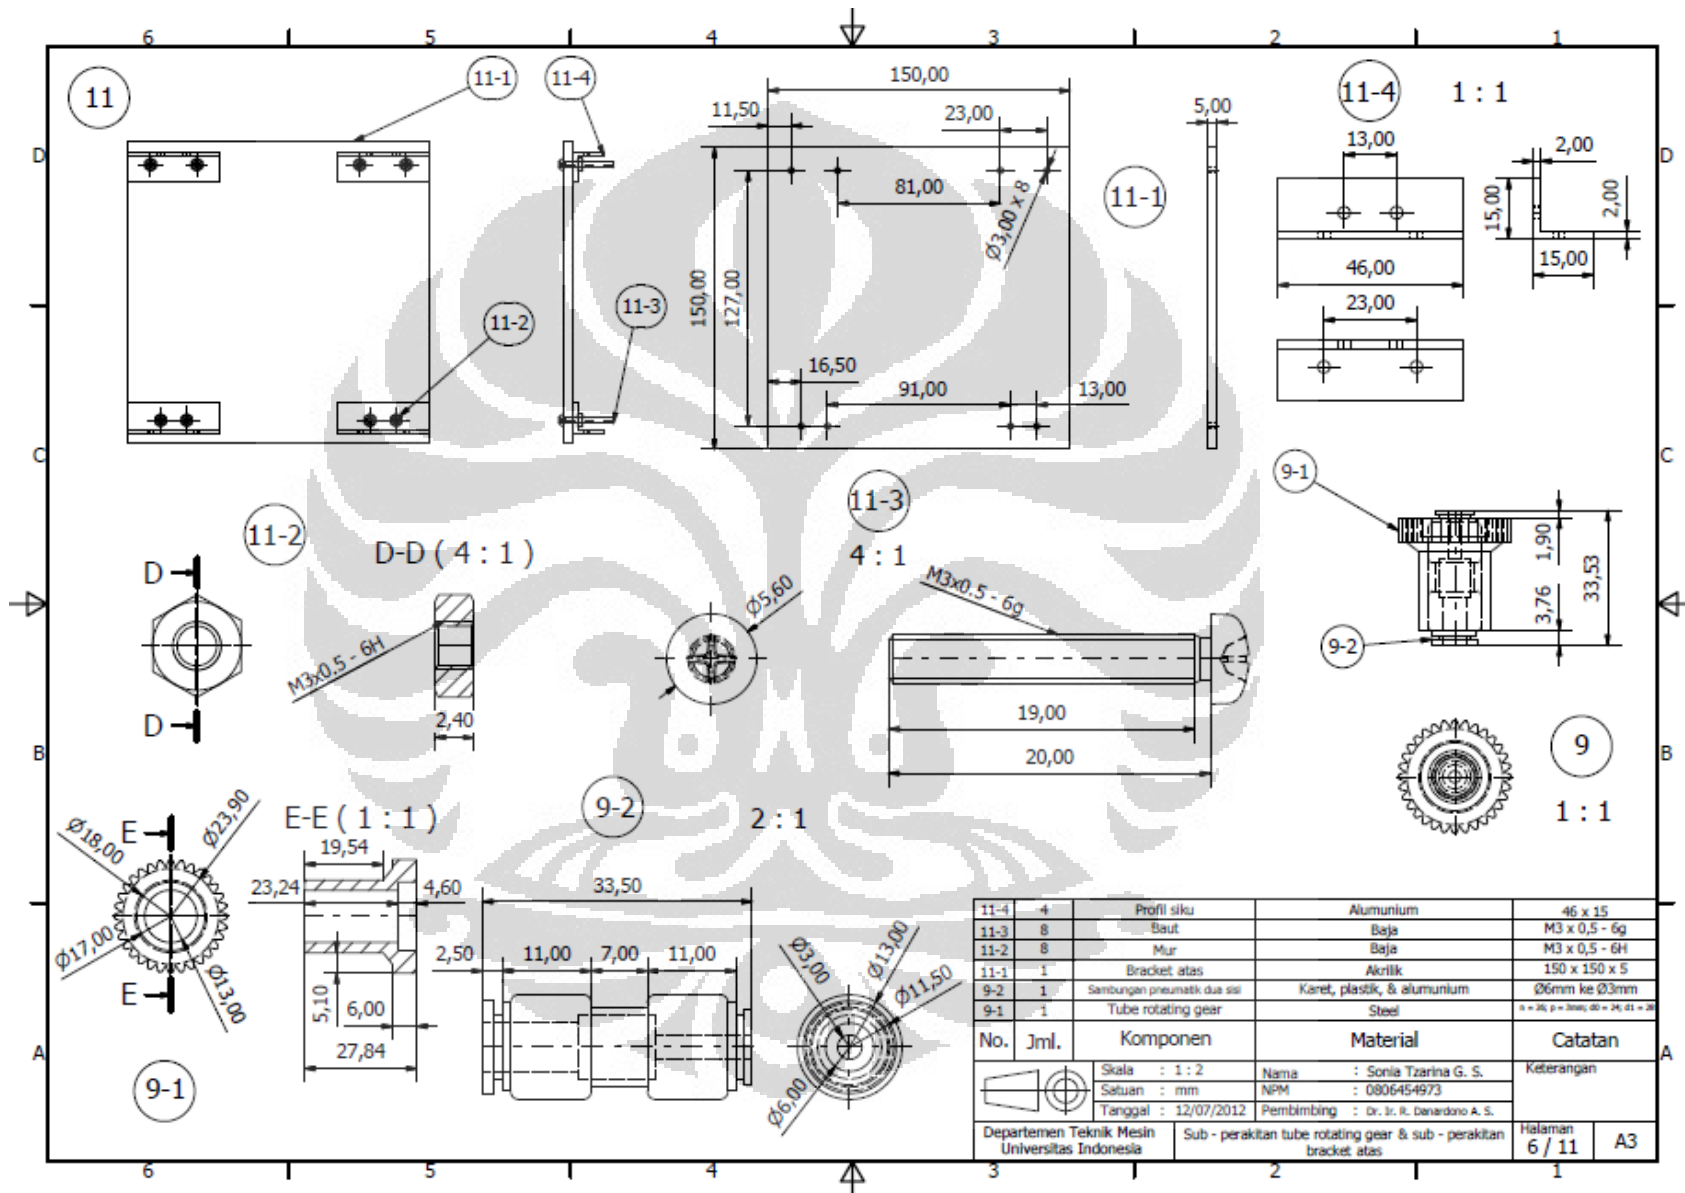 6 5 4 3 2 1
D
C
B
A
11
11-1
11-4
11-2
11-3
150,00
11,50
23,00
81,00
Ø3,00 x 8
150,00
127,00
16,50
91,00
13,00
5,00
11-1
11-4 1 : 1
13,00
2,00
15,00
2,00
46,00
15,00
23,00
11-2
D-D ( 4 : 1 )
D
D
M3x0.5 - 6H
2,40
11-3
4 : 1
Ø5,60
M3x0.5 - 6g
19,00
20,00
9-1
1,90
33,53
3,76
9-2
9
1 : 1
E-E ( 1 : 1 )
E
E
Ø18,00
Ø23,90
Ø17,00
Ø13,00
19,54
23,24
4,60
5,10
6,00
27,84
9-1
9-2
2 : 1
33,50
2,50
11,00
7,00
11,00
Ø3,00
Ø13,00
Ø11,50
Ø6,00
11-4 4 Profil siku Alumunium 46 x 15
11-3 8 Baut Baja M3 x 0,5 - 6g
11-2 8 Mur Baja M3 x 0,5 - 6H
11-1 1 Bracket atas Akrilik 150 x 150 x 5
9-2 1 Sambungan pneumatik dua sisi Karet, plastik, & alumunium Ø6mm ke Ø3mm
9-1 1 Tube rotating gear Steel
No. Jml. Komponen Material Catatan
Skala : 1 : 2 Nama : Sonia Tzarina G. S. Keterangan
Satuan : mm NPM : 0806454973
Tanggal : 12/07/2012 Pembimbing : Dr. Ir. R. Danardono A. S.
Departemen Teknik Mesin
Universitas Indonesia
Sub - perakitan tube rotating gear & sub - perakitan
bracket atas
Halaman
6 / 11
A3
D
C
B
A
6 5 4 3 2 1